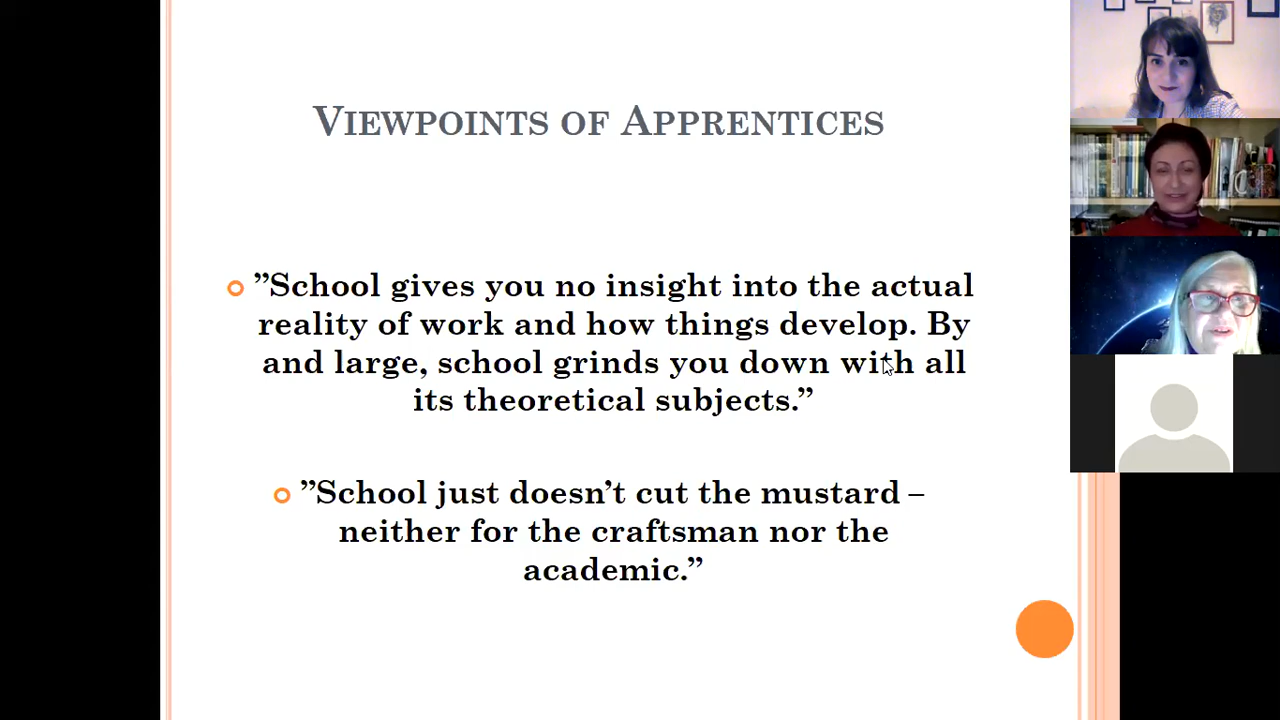 VIEWPOINTS OF APPRENTICES
”School gives you no insight into the actual
reality of work and how things develop. By
and large, school grinds you down with all
its theoretical subjects.”
”School just doesn’t cut the mustard –
neither for the craftsman nor the
academic.”